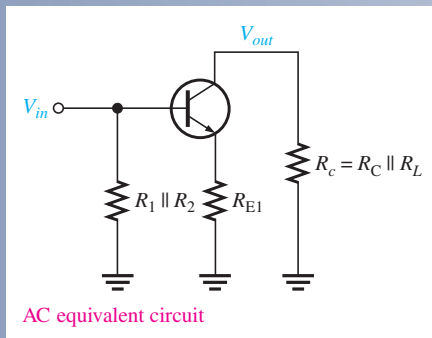 V_out
V_in
R_c = R_C || R_L
R_1 || R_2
R_E1
AC equivalent circuit